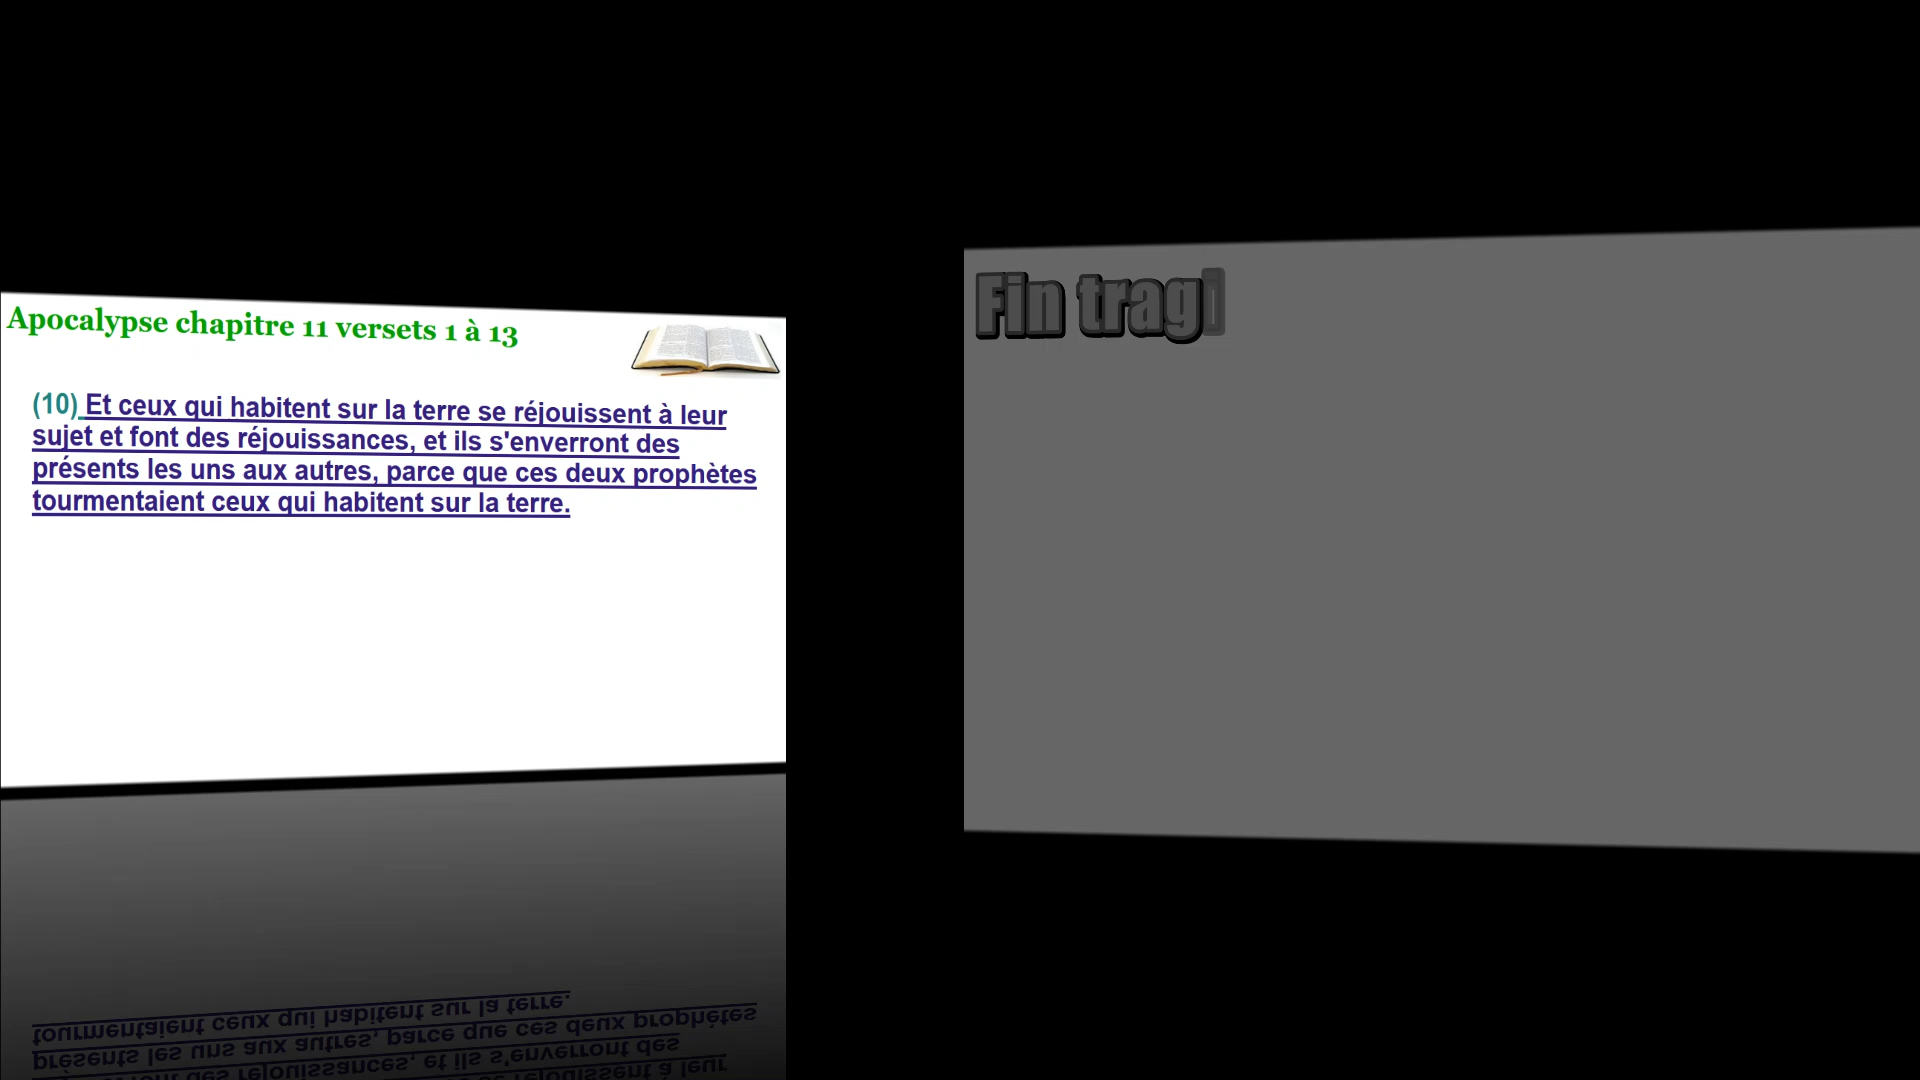 Apocalypse chapitre 11 versets 1 à 13
(10) Et ceux qui habitent sur la terre se réjouissent à leur
sujet et font des réjouissances, et ils s'enverront des
présents les uns aux autres, parce que ces deux prophètes
tourmentaient ceux qui habitent sur la terre.
Fin tragi